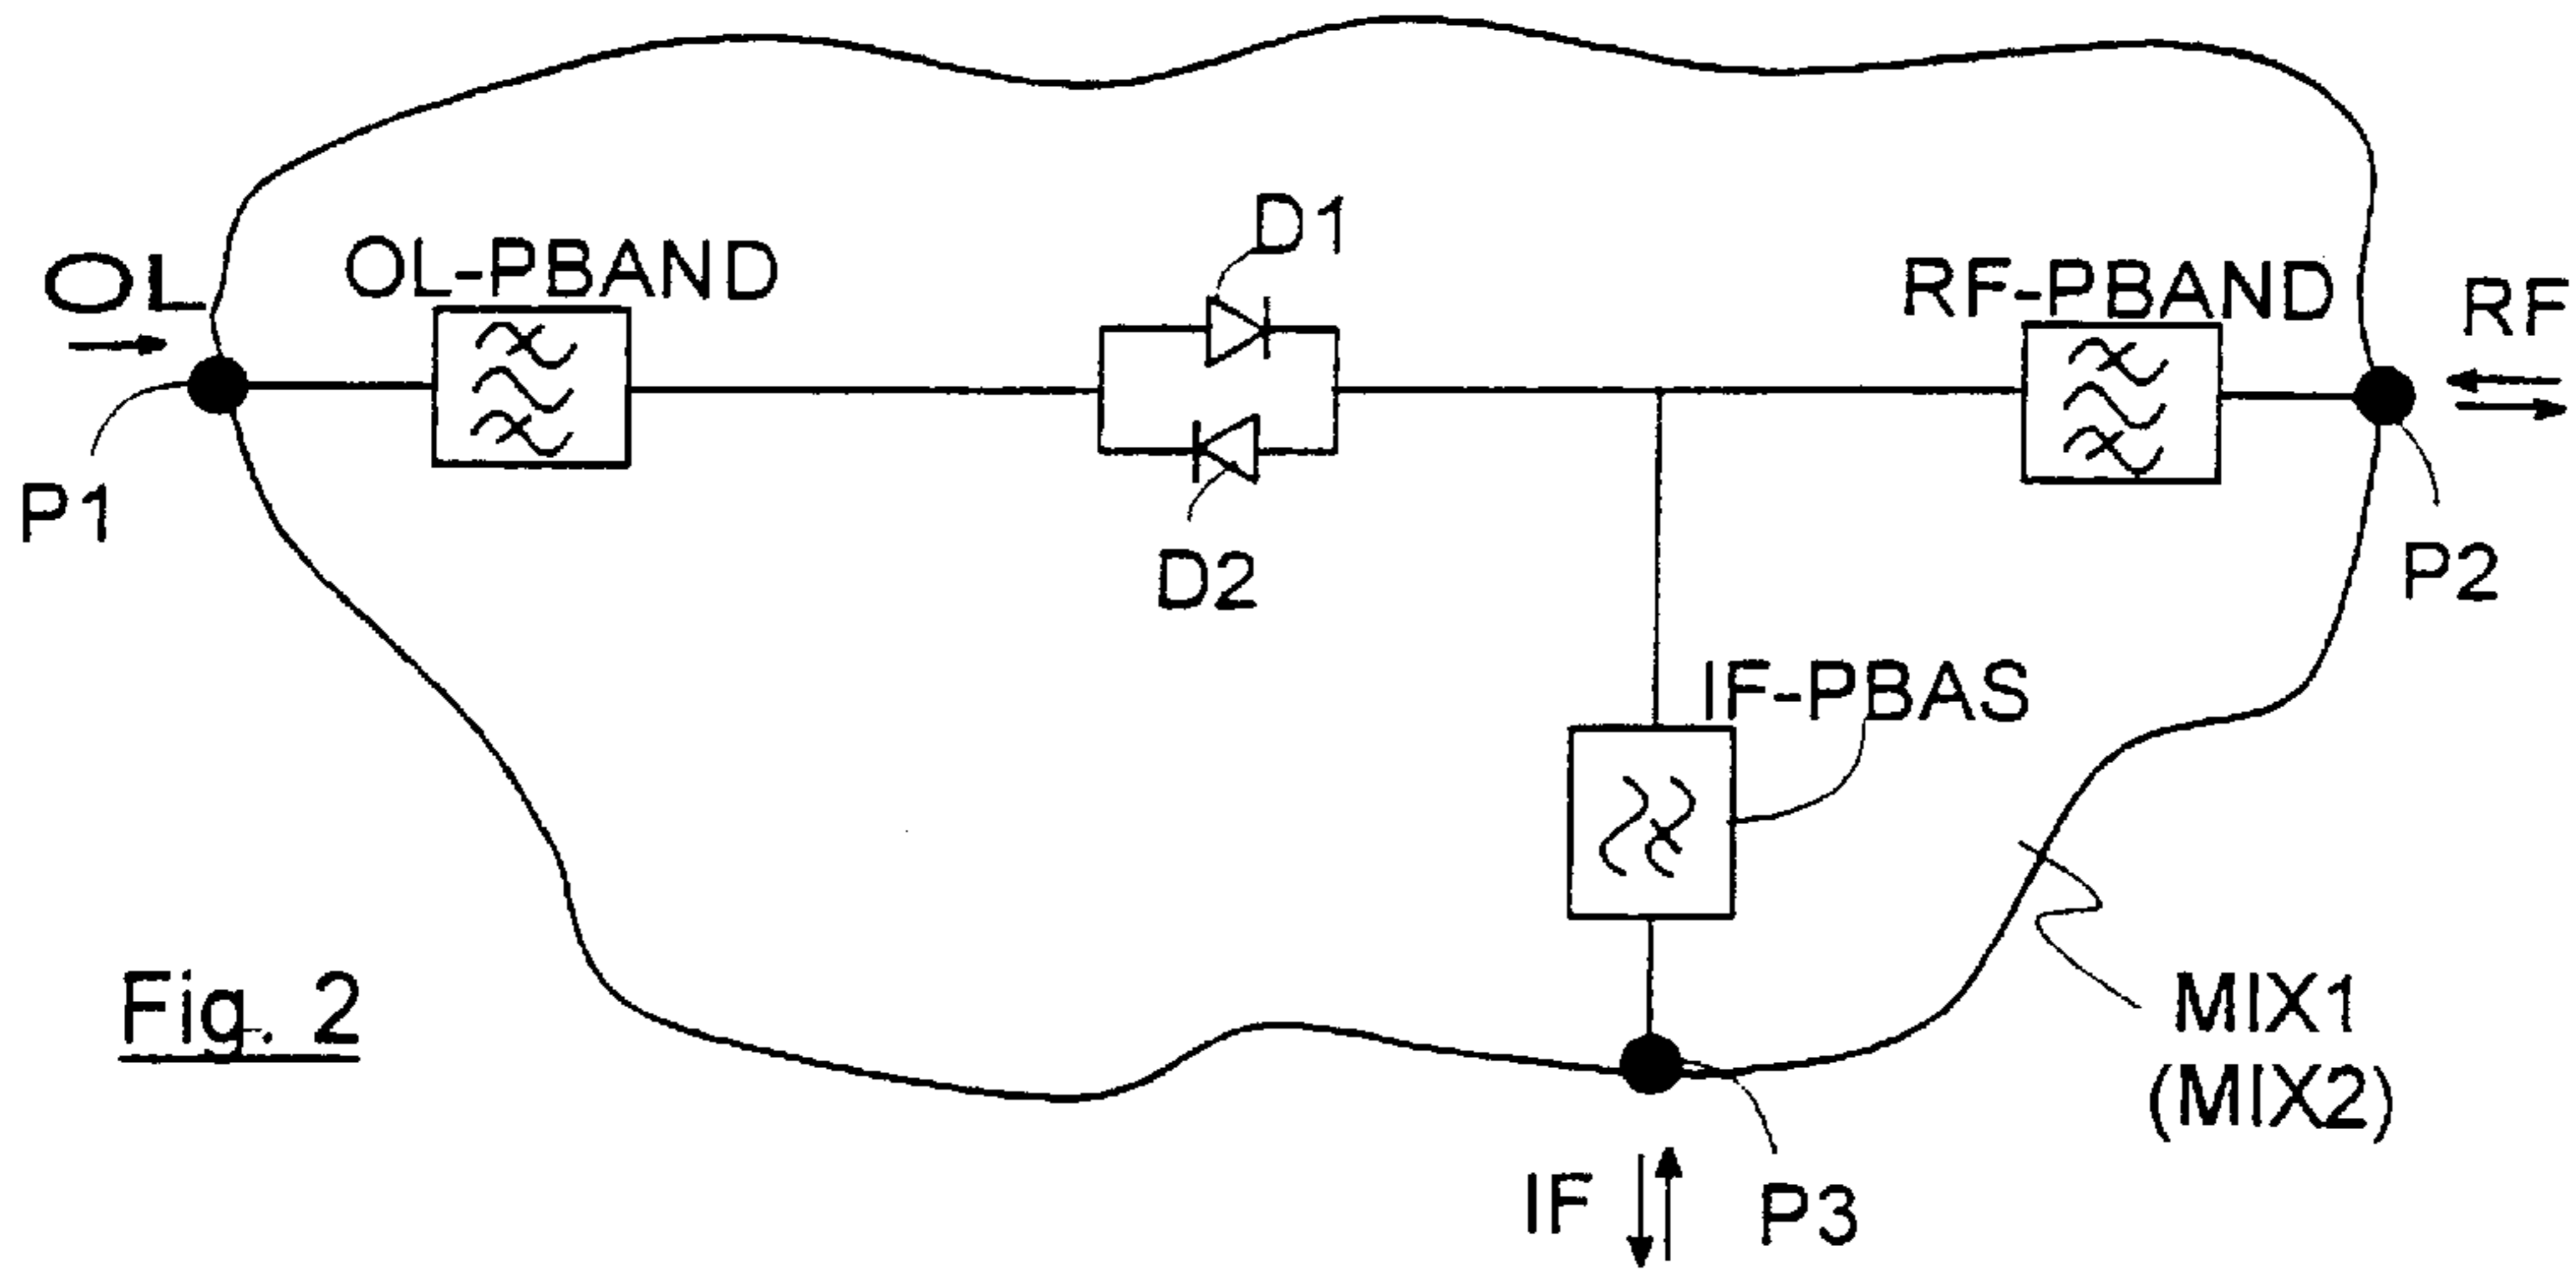 D1
OL
OL-PBAND
RF-PBAND
RF
P1
D2
P2
IF-PBAS
Fig. 2
MIX1
(MIX2)
IF
P3